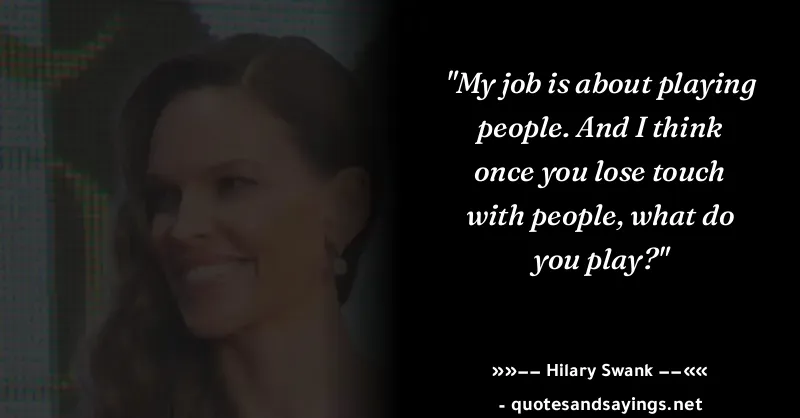 "My job is about playing
people. And I think
once you lose touch
with people, what do
you play?"
»»−− Hilary Swank −−««
- quotesandsayings.net